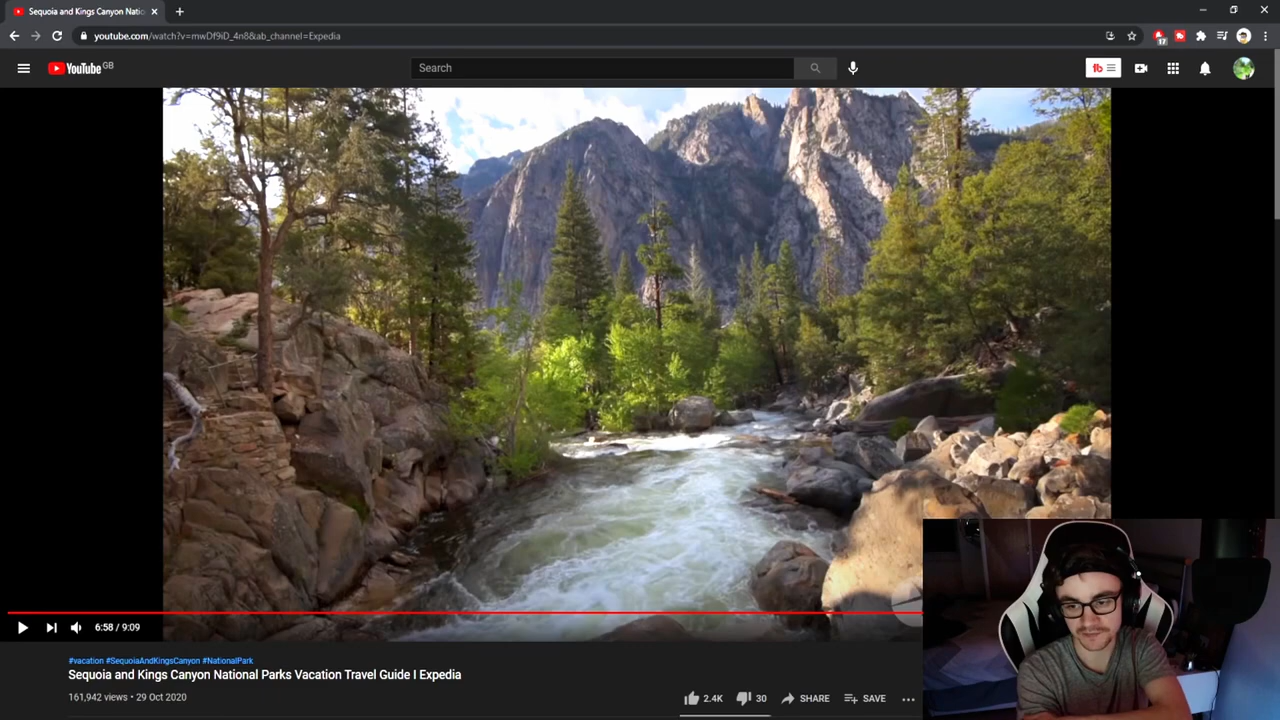 Sequoia and Kings Canyon Natio
youtube.com/watch?v=mwDf9iD_4n8&ab_channel=Expedia
17
YouTube GB
Search
6:58 / 9:09
#vacation #SequoiaAndKingsCanyon #NationalPark
Sequoia and Kings Canyon National Parks Vacation Travel Guide I Expedia
161,942 views • 29 Oct 2020
2.4K 30 SHARE SAVE